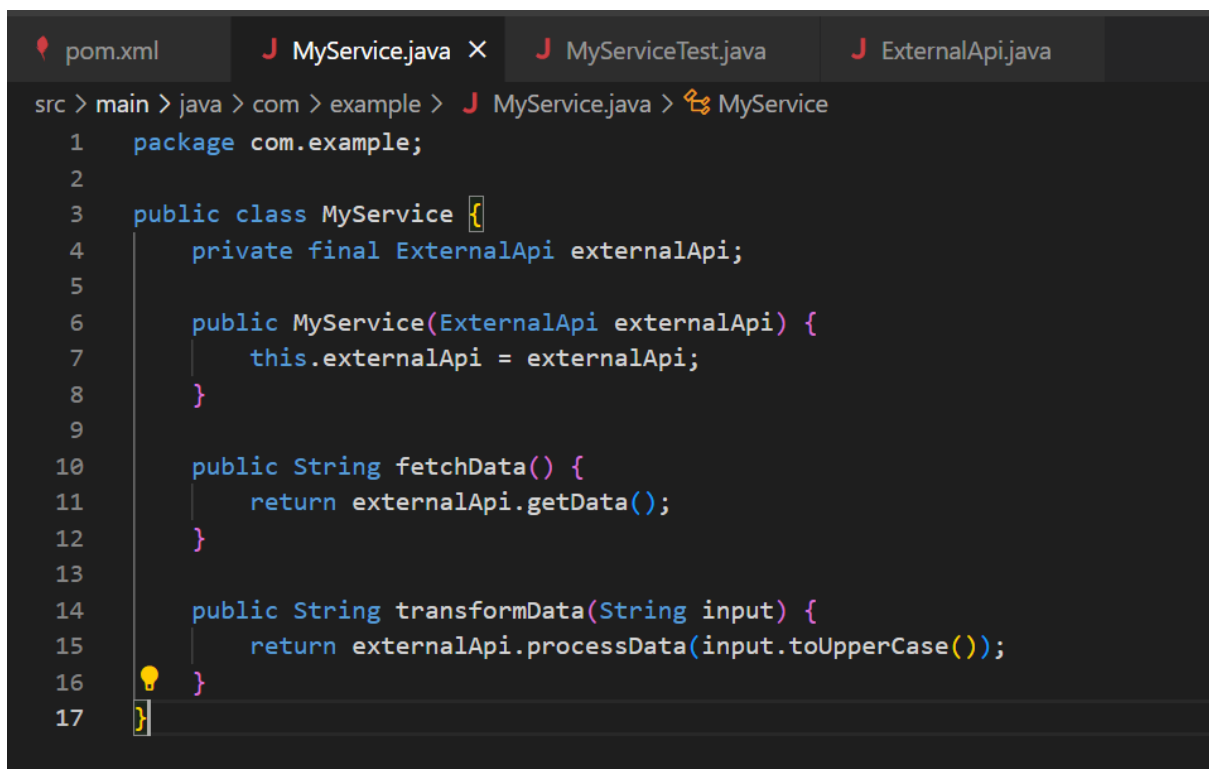 pom.xml MyService.java × MyServiceTest.java ExternalApi.java
src > main > java > com > example > MyService.java > MyService
1 package com.example;
2
3 public class MyService {
4     private final ExternalApi externalApi;
5
6     public MyService(ExternalApi externalApi) {
7         this.externalApi = externalApi;
8     }
9
10     public String fetchData() {
11         return externalApi.getData();
12     }
13
14     public String transformData(String input) {
15         return externalApi.processData(input.toUpperCase());
16     }
17 }